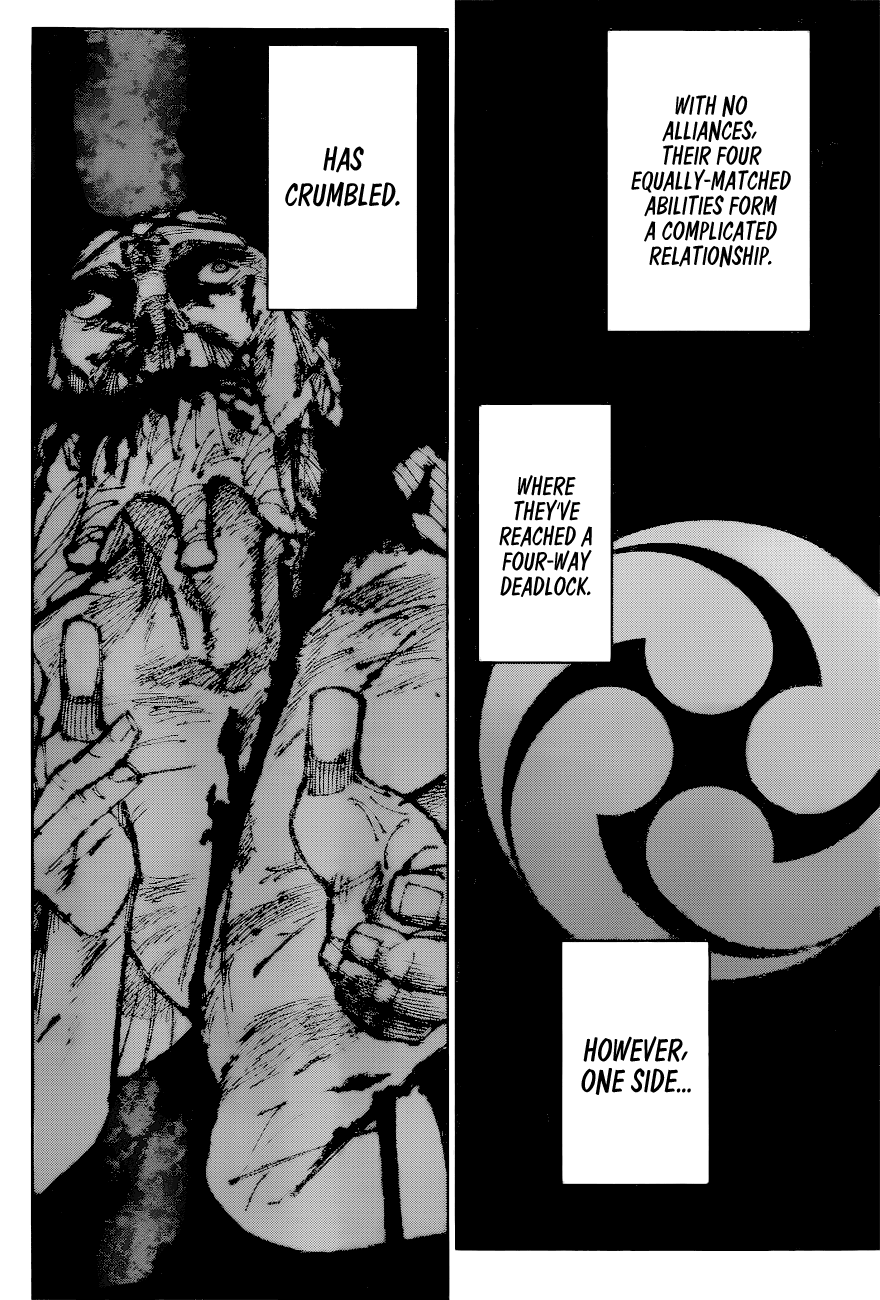 WITH NO
ALLIANCES,
THEIR FOUR
EQUALLY-MATCHED
ABILITIES FORM
A COMPLICATED
RELATIONSHIP.
WHERE
THEY'VE
REACHED A
FOUR-WAY
DEADLOCK.
HOWEVER,
ONE SIDE...
HAS
CRUMBLED.